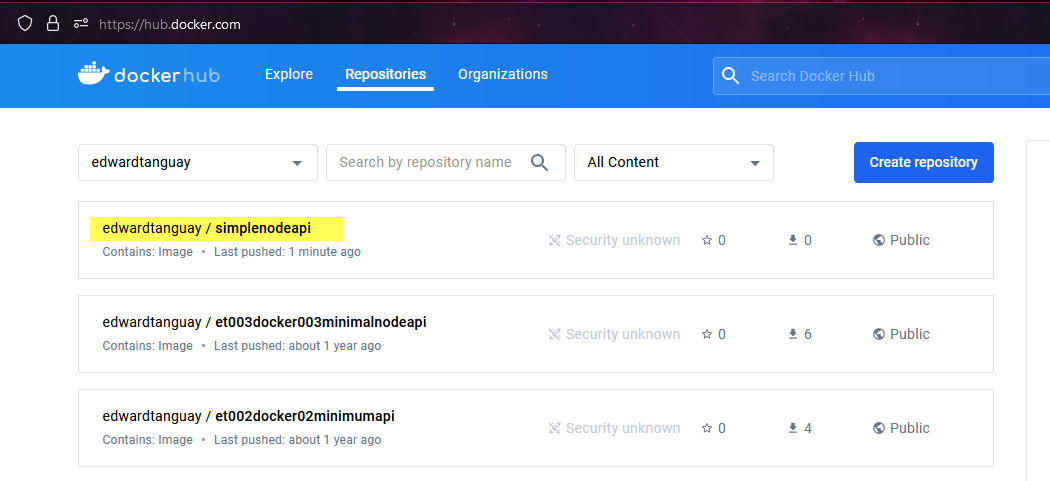 https://hub.docker.com
dockerhub Explore Repositories Organizations Search Docker Hub
edwardtanguay Search by repository name All Content Create repository
edwardtanguay / simplenodeapi
Contains: Image • Last pushed: 1 minute ago
Security unknown 0 0 Public
edwardtanguay / et003docker003minimalnodeapi
Contains: Image • Last pushed: about 1 year ago
Security unknown 0 6 Public
edwardtanguay / et002docker02minimumapi
Contains: Image • Last pushed: about 1 year ago
Security unknown 0 4 Public